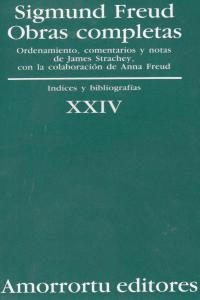 Sigmund Freud
Obras completas
Ordenamiento, comentarios y notas
de James Strachey,
con la colaboración de Anna Freud
Indices y bibliografías
XXIV
Amorrortu editores